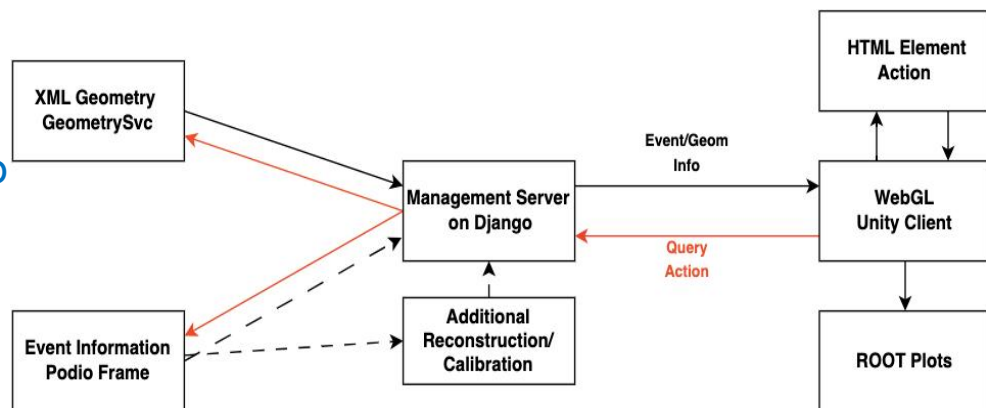 HTML Element
Action
XML Geometry
GeometrySvc
Event/Geom
Info
Management Server
on Django
WebGL
Unity Client
Query
Action
Additional
Reconstruction/
Calibration
Event Information
Podio Frame
ROOT Plots